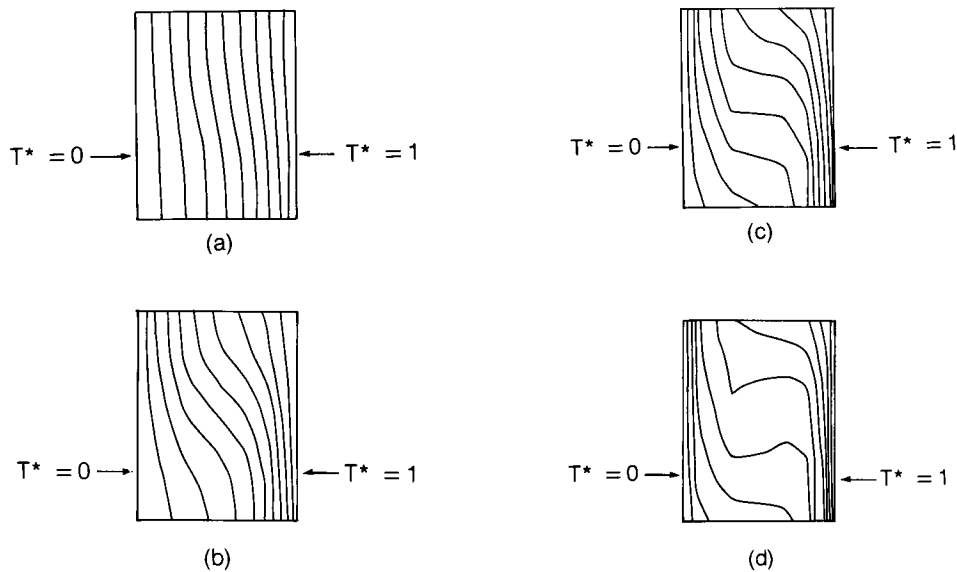 T* = 0
T* = 1
(a)
T* = 0
T* = 1
(c)
T* = 0
T* = 1
(b)
T* = 0
T* = 1
(d)